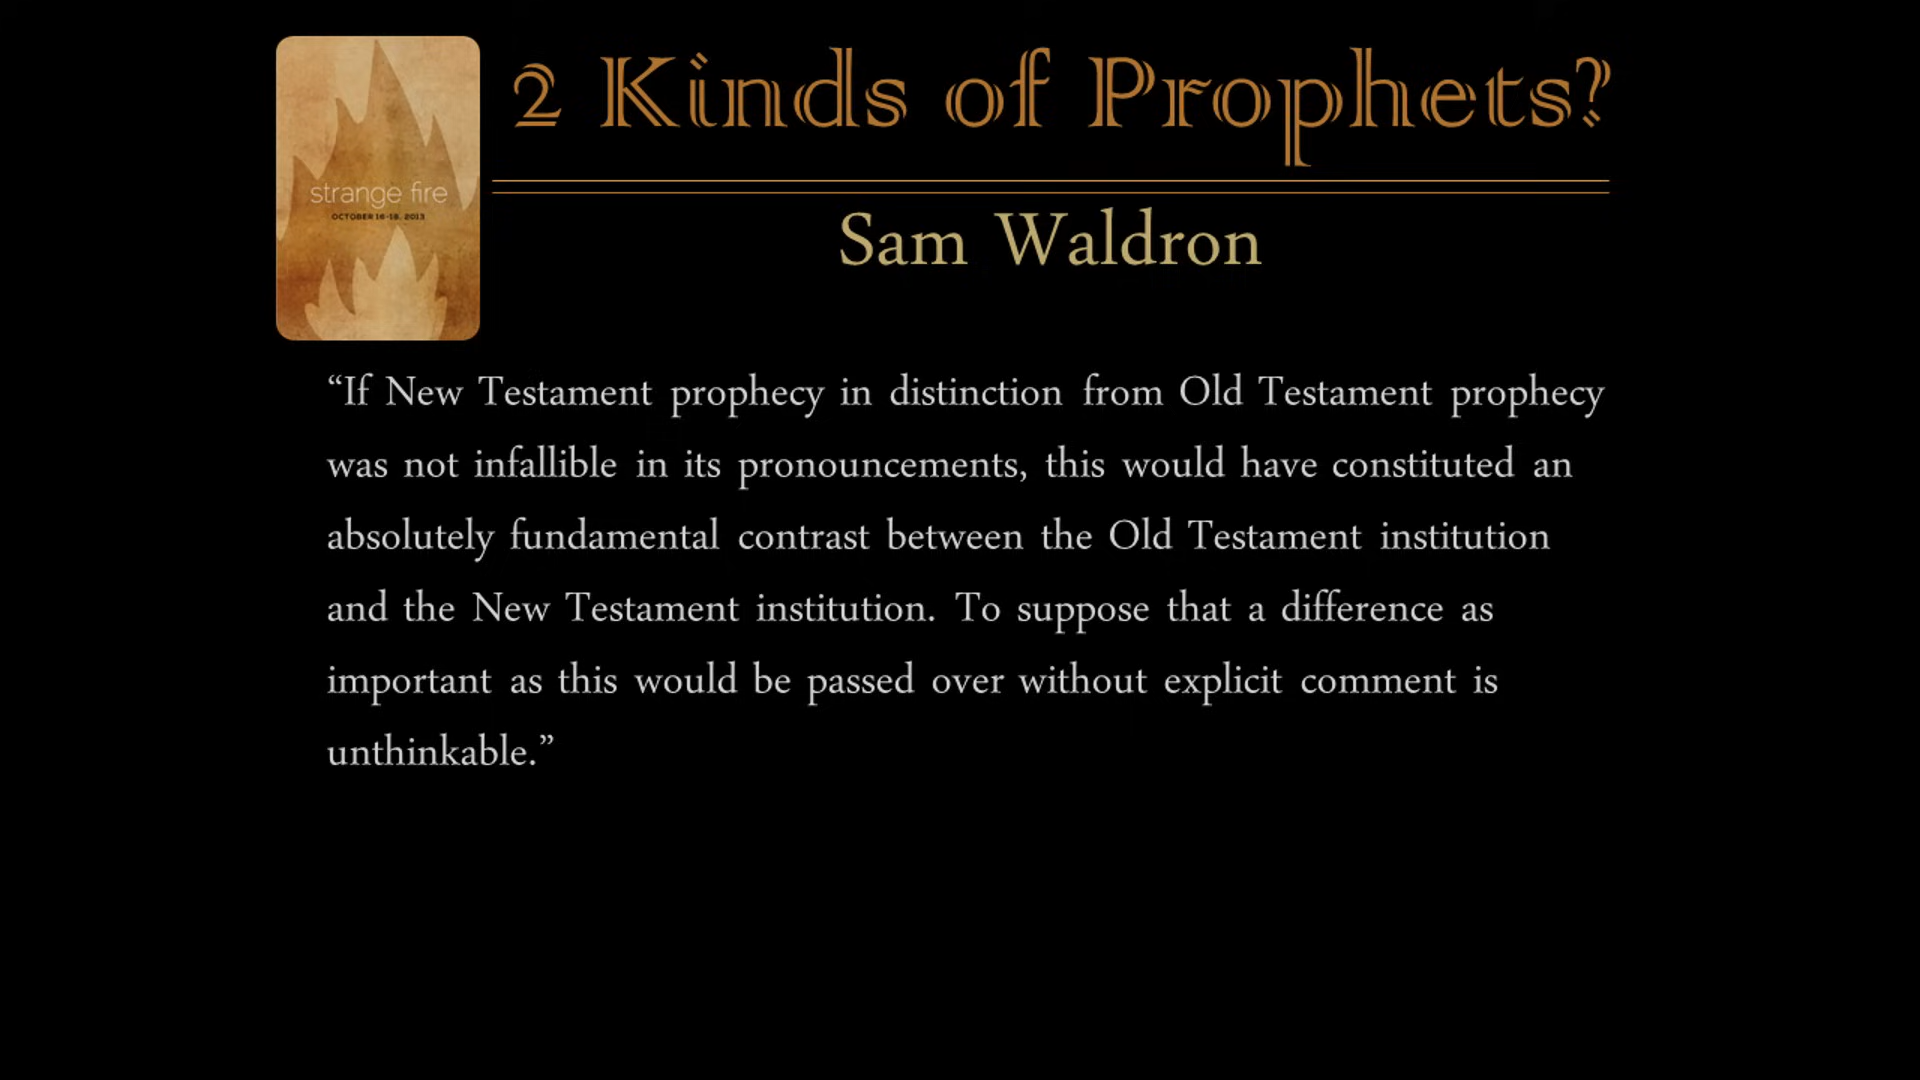 2 Kinds of Prophets?
strange fire
OCTOBER 16-18, 2013
Sam Waldron
“If New Testament prophecy in distinction from Old Testament prophecy
was not infallible in its pronouncements, this would have constituted an
absolutely fundamental contrast between the Old Testament institution
and the New Testament institution. To suppose that a difference as
important as this would be passed over without explicit comment is
unthinkable.”